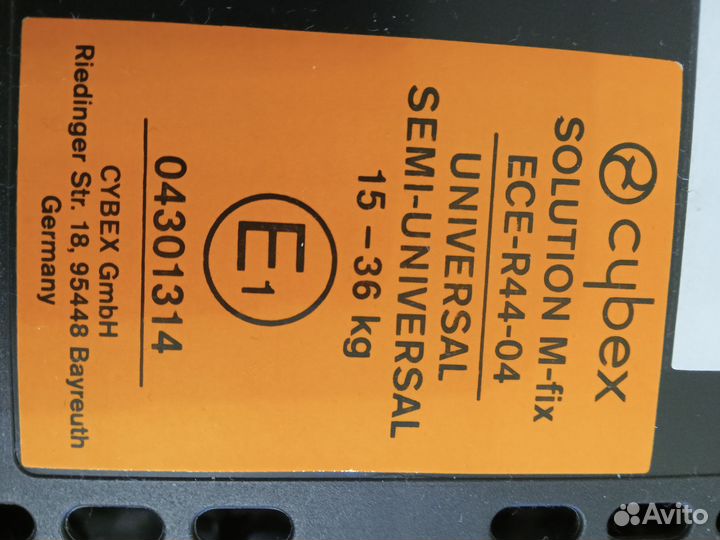 cybex
SOLUTION M-fix
ECE-R44-04
UNIVERSAL
SEMI-UNIVERSAL
15 – 36 kg
E1
04301314
CYBEX GmbH
Riedinger Str. 18, 95448 Bayreuth
Germany
Avito